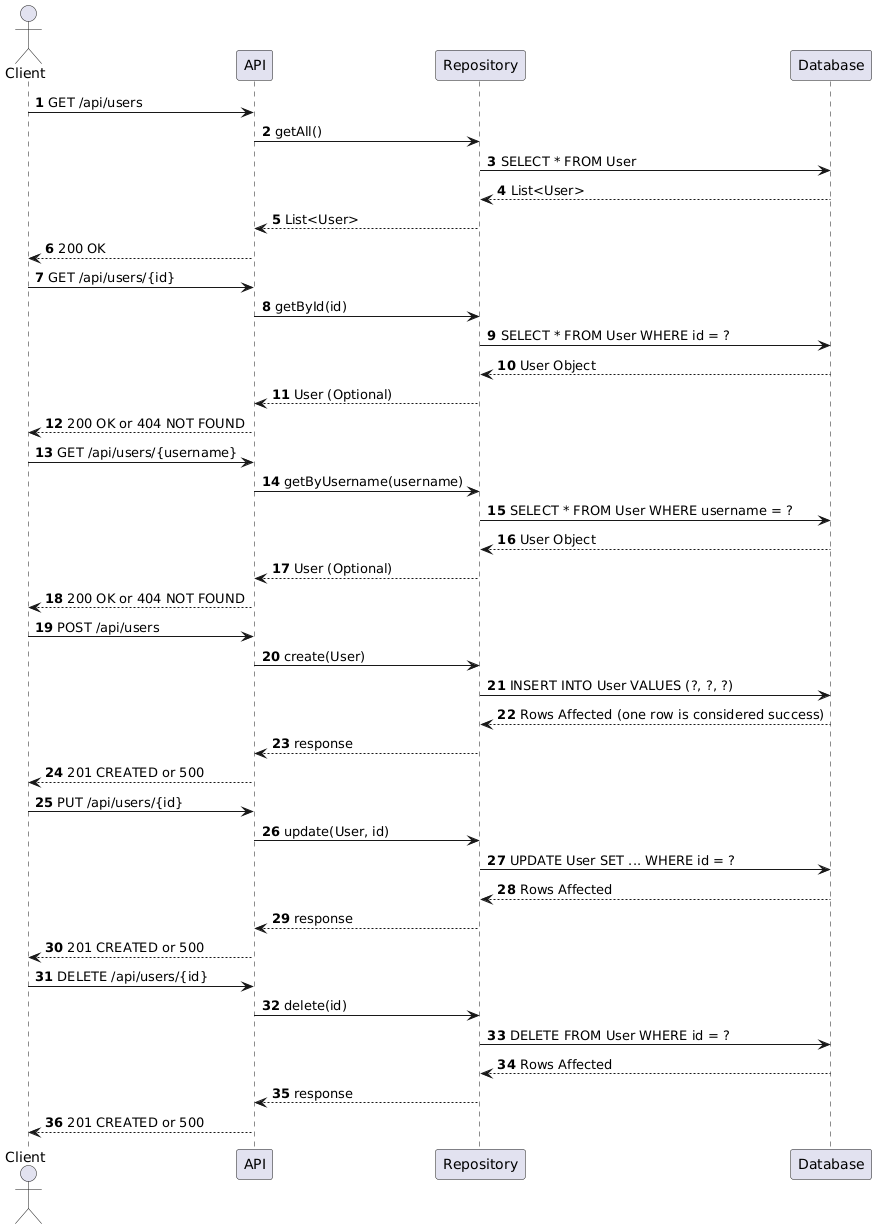 Client
API
Repository
Database
1 GET /api/users
2 getAll()
3 SELECT * FROM User
4 List<User>
5 List<User>
6 200 OK
7 GET /api/users/{id}
8 getById(id)
9 SELECT * FROM User WHERE id = ?
10 User Object
11 User (Optional)
12 200 OK or 404 NOT FOUND
13 GET /api/users/{username}
14 getByUsername(username)
15 SELECT * FROM User WHERE username = ?
16 User Object
17 User (Optional)
18 200 OK or 404 NOT FOUND
19 POST /api/users
20 create(User)
21 INSERT INTO User VALUES (?, ?, ?)
22 Rows Affected (one row is considered success)
23 response
24 201 CREATED or 500
25 PUT /api/users/{id}
26 update(User, id)
27 UPDATE User SET ... WHERE id = ?
28 Rows Affected
29 response
30 201 CREATED or 500
31 DELETE /api/users/{id}
32 delete(id)
33 DELETE FROM User WHERE id = ?
34 Rows Affected
35 response
36 201 CREATED or 500
Client
API
Repository
Database